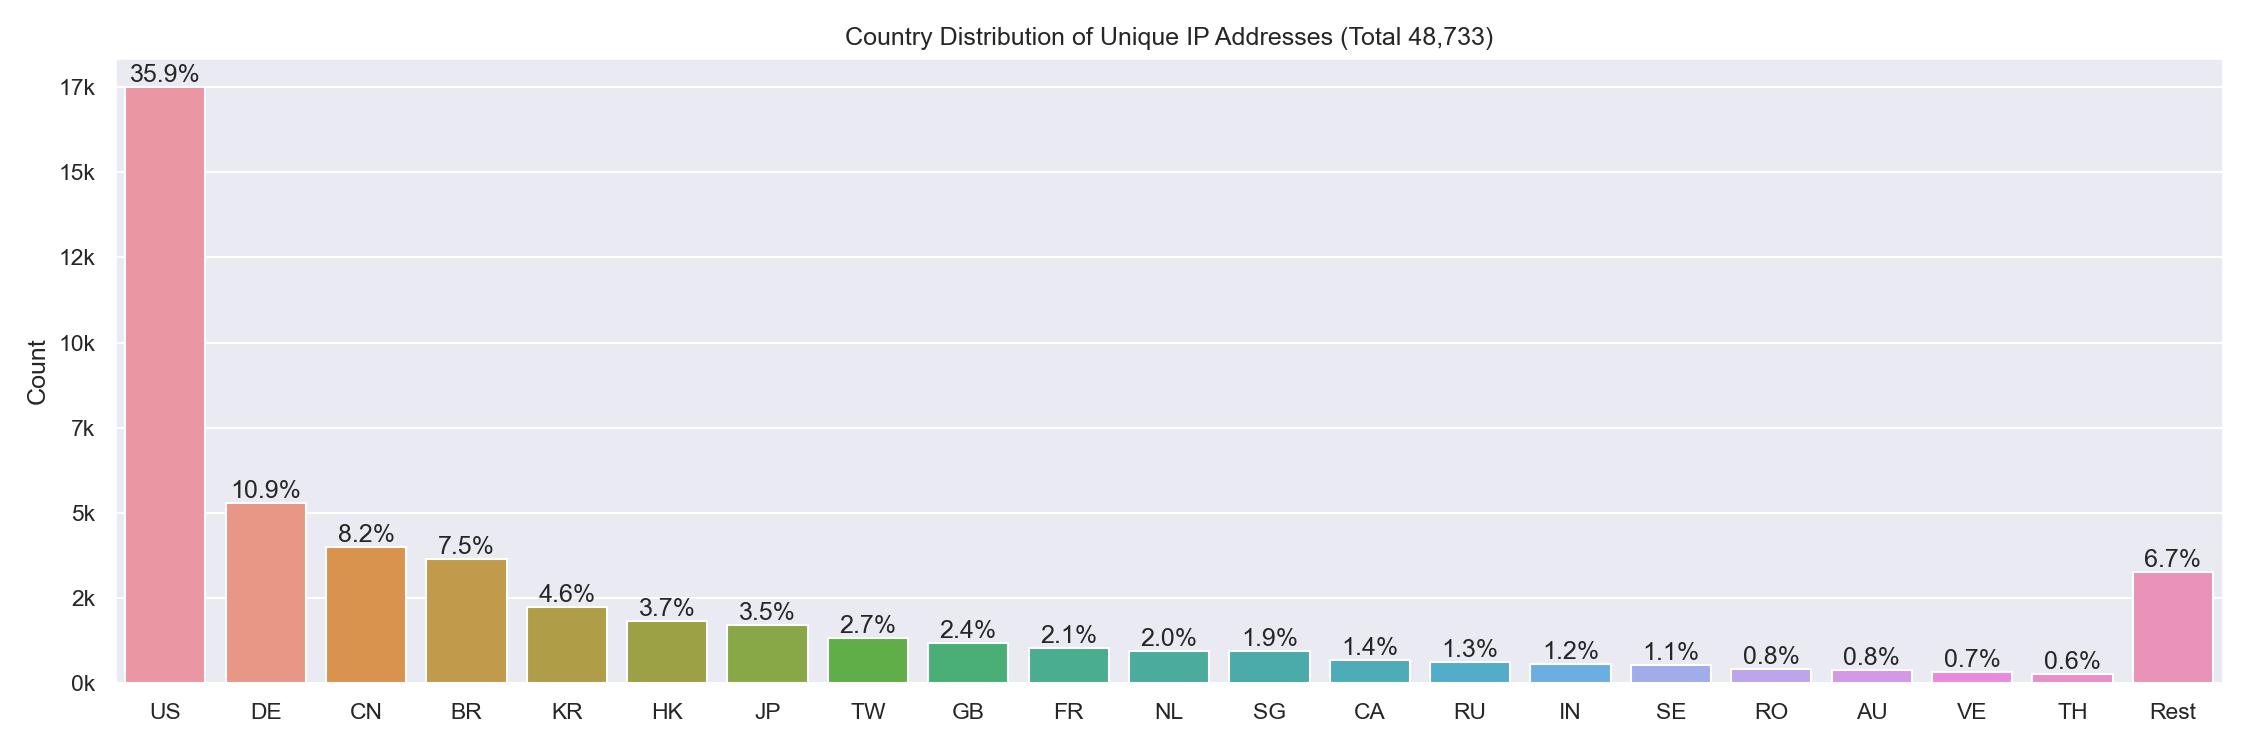 Country Distribution of Unique IP Addresses (Total 48,733)
Count
17k
15k
12k
10k
7k
5k
2k
0k
35.9%
10.9%
8.2%
7.5%
4.6%
3.7%
3.5%
2.7%
2.4%
2.1%
2.0%
1.9%
1.4%
1.3%
1.2%
1.1%
0.8%
0.8%
0.7%
0.6%
6.7%
US DE CN BR KR HK JP TW GB FR NL SG CA RU IN SE RO AU VE TH Rest